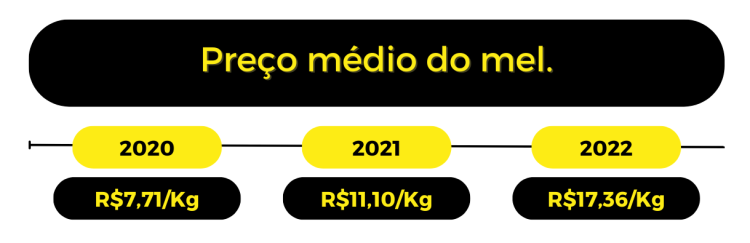 Preço médio do mel.
2020 2021 2022
R$7,71/Kg R$11,10/Kg R$17,36/Kg